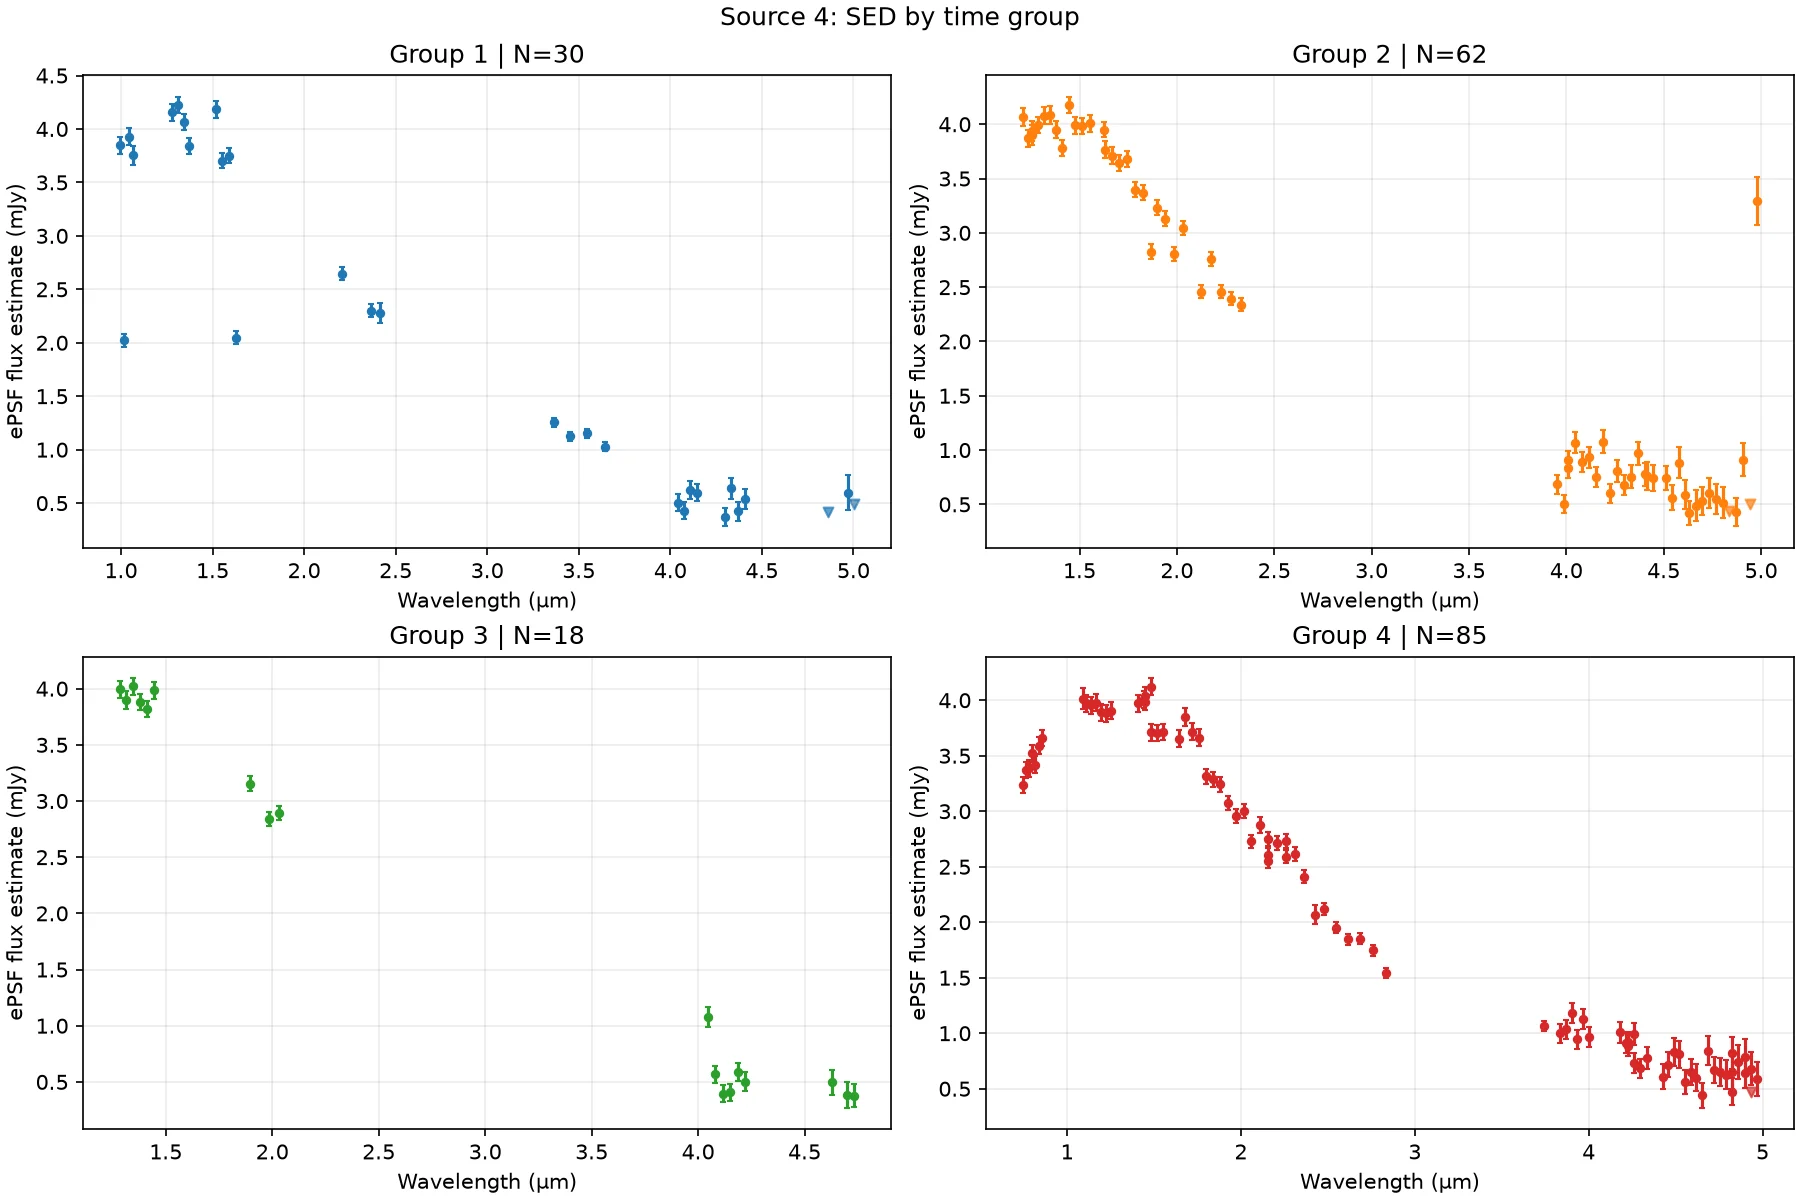 Source 4: SED by time group
Group 1 | N=30
4.5
4.0
3.5
3.0
2.5
2.0
1.5
1.0
0.5
ePSF flux estimate (mJy)
1.0 1.5 2.0 2.5 3.0 3.5 4.0 4.5 5.0
Wavelength (μm)
Group 2 | N=62
4.0
3.5
3.0
2.5
2.0
1.5
1.0
0.5
ePSF flux estimate (mJy)
1.5 2.0 2.5 3.0 3.5 4.0 4.5 5.0
Wavelength (μm)
Group 3 | N=18
4.0
3.5
3.0
2.5
2.0
1.5
1.0
0.5
ePSF flux estimate (mJy)
1.5 2.0 2.5 3.0 3.5 4.0 4.5
Wavelength (μm)
Group 4 | N=85
4.0
3.5
3.0
2.5
2.0
1.5
1.0
0.5
ePSF flux estimate (mJy)
1 2 3 4 5
Wavelength (μm)